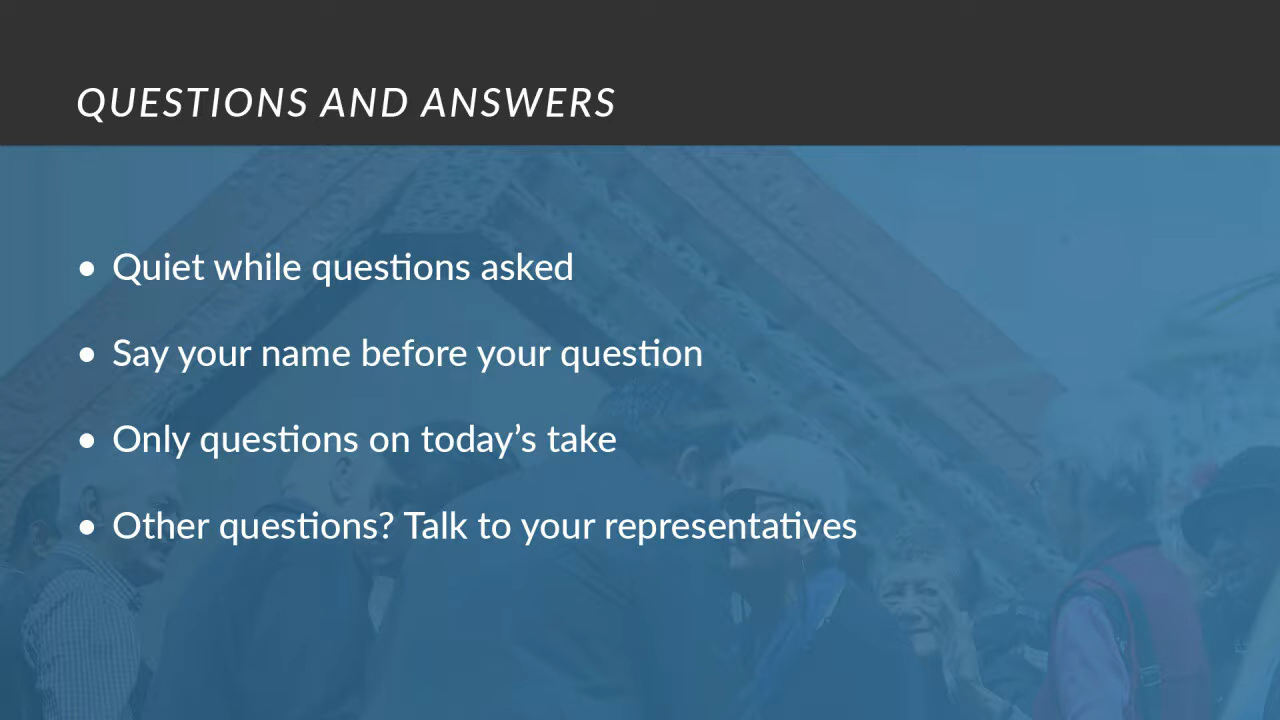 QUESTIONS AND ANSWERS
• Quiet while questions asked
• Say your name before your question
• Only questions on today’s take
• Other questions? Talk to your representatives